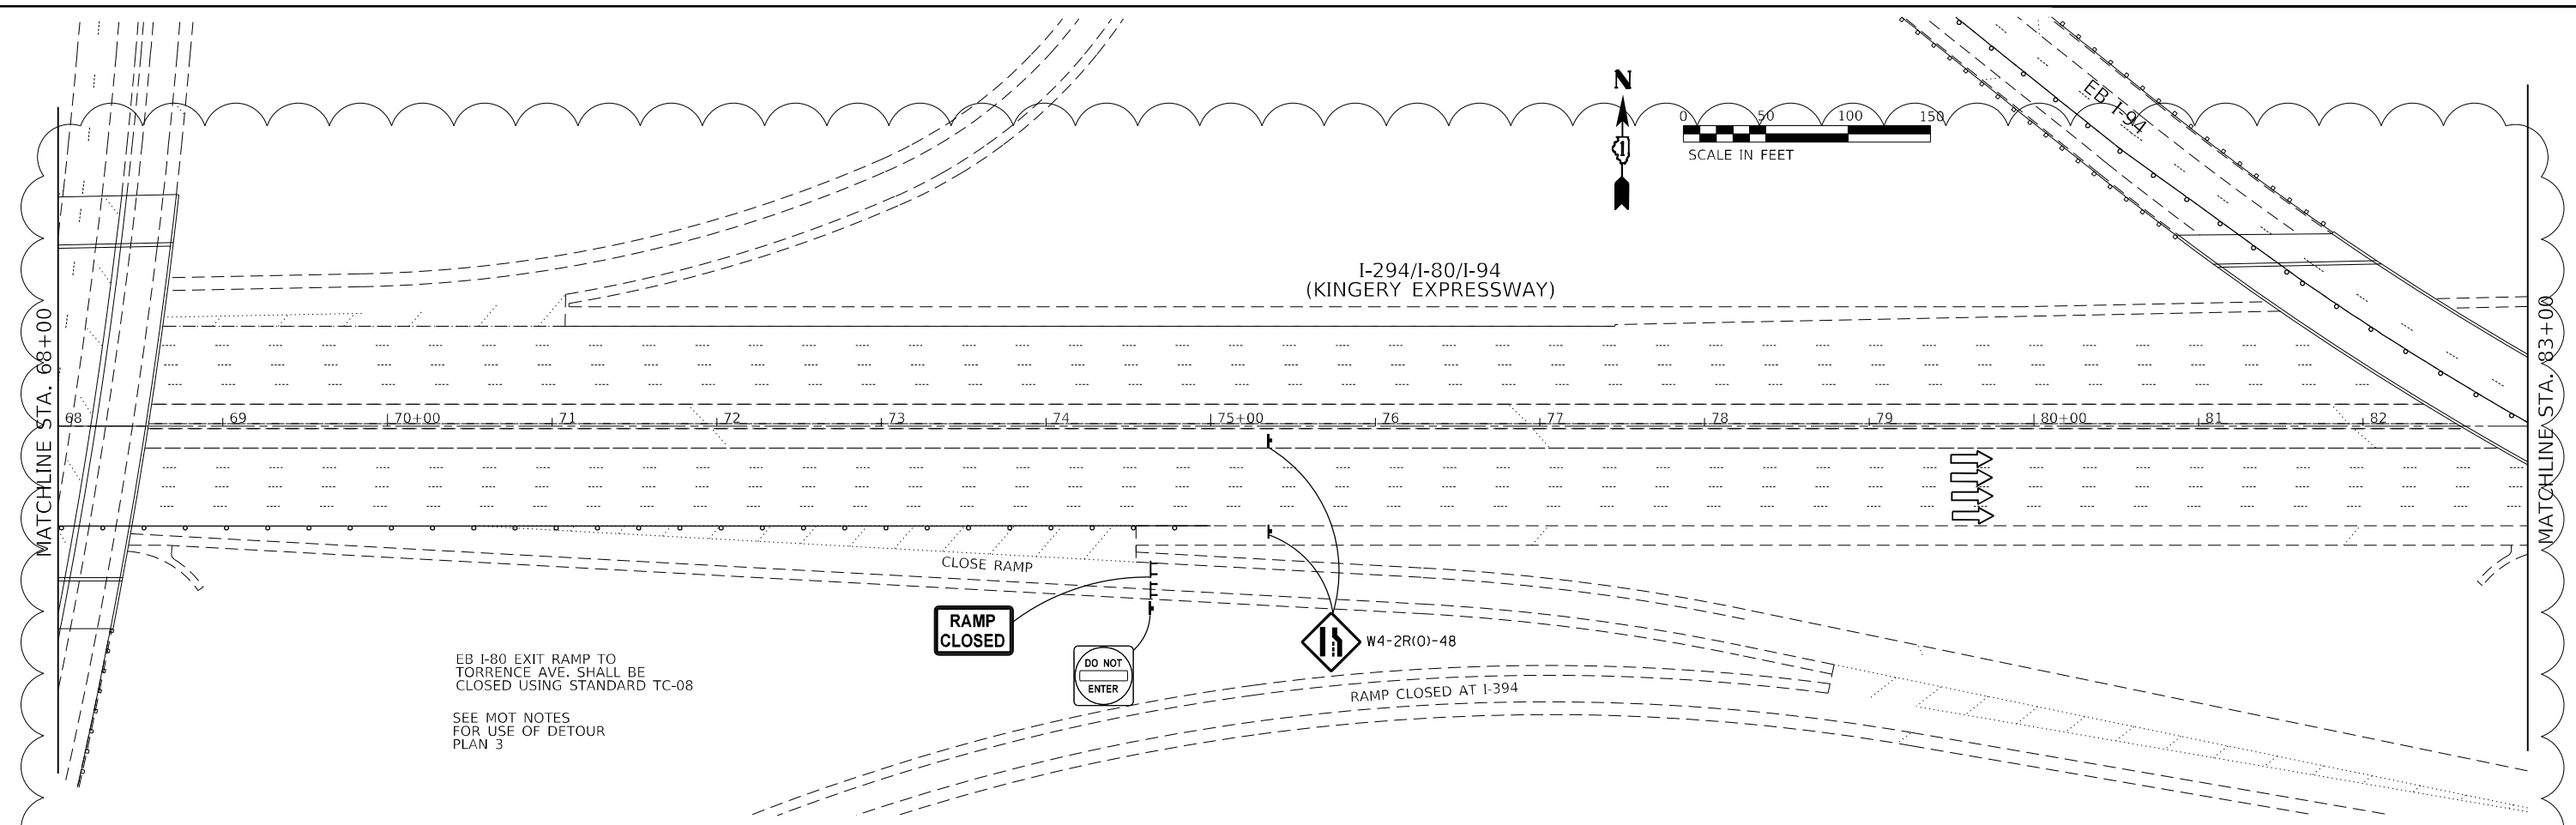 N
0 50 100 150
SCALE IN FEET
EB I-94
I-294/I-80/I-94
(KINGERY EXPRESSWAY)
MATCHLINE STA. 68+00
68 69 70+00 71 72 73 74 75+00 76 77 78 79 80+00 81 82
MATCHLINE STA. 83+00
CLOSE RAMP
RAMP
CLOSED
DO NOT
ENTER
W4-2R(O)-48
RAMP CLOSED AT I-394
EB I-80 EXIT RAMP TO
TORRENCE AVE. SHALL BE
CLOSED USING STANDARD TC-08
SEE MOT NOTES
FOR USE OF DETOUR
PLAN 3
1